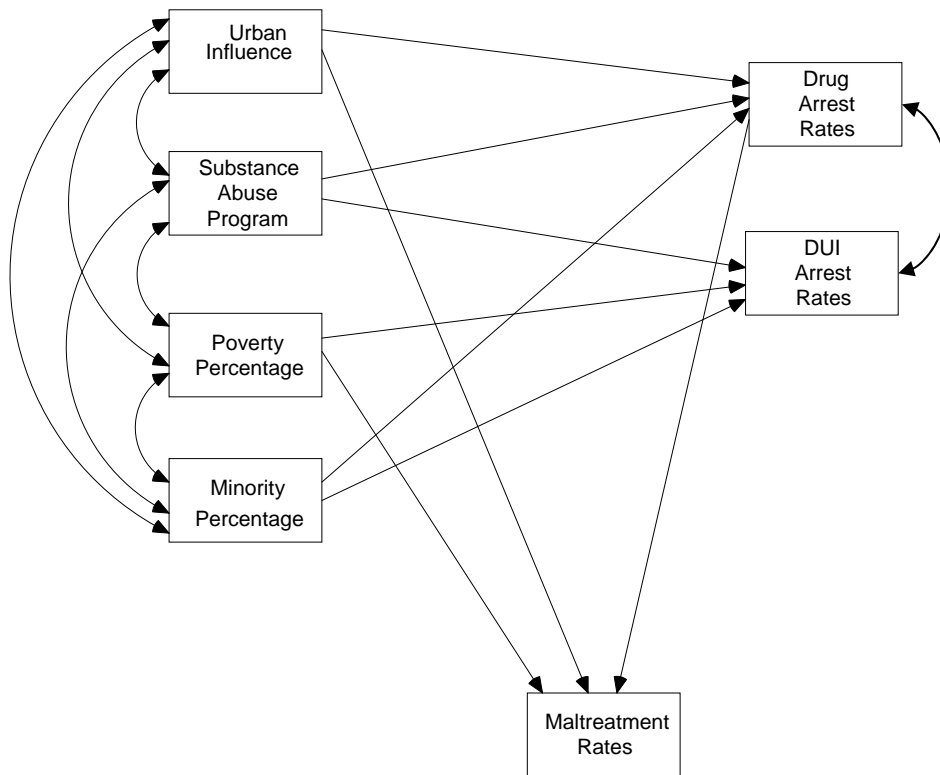 Urban
Influence
Substance
Abuse
Program
Poverty
Percentage
Minority
Percentage
Drug
Arrest
Rates
DUI
Arrest
Rates
Maltreatment
Rates